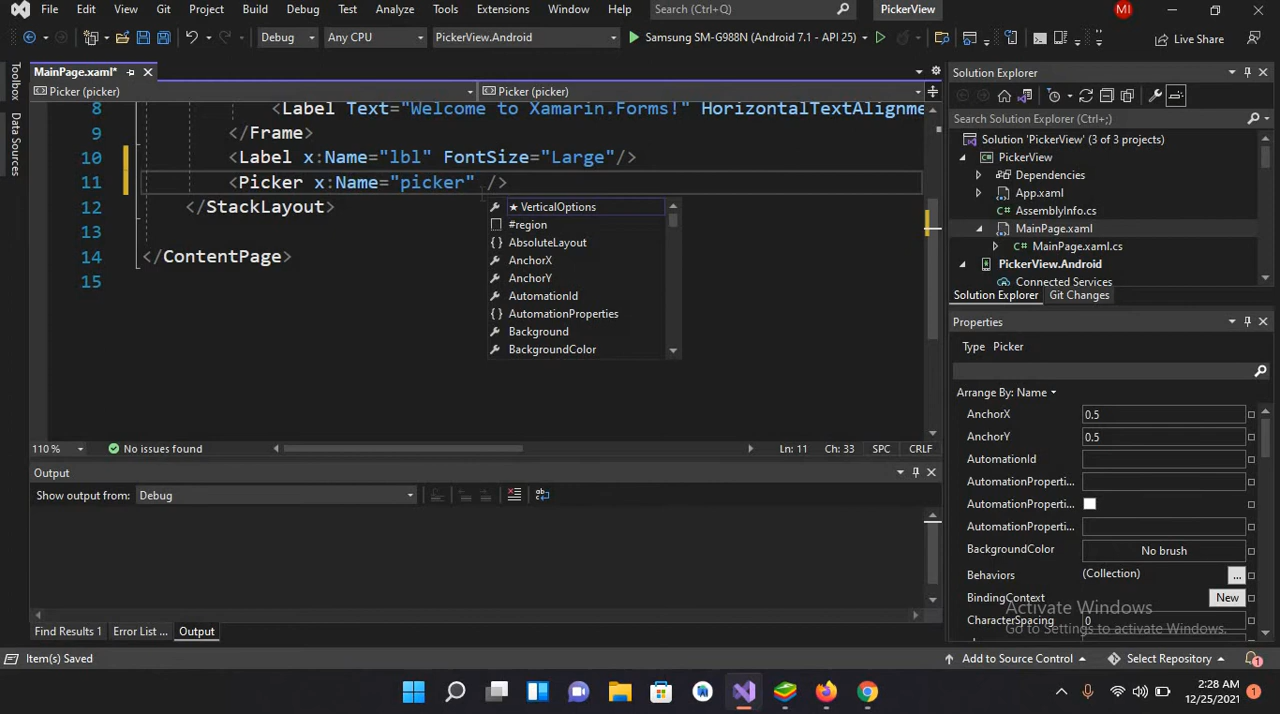 File Edit View Git Project Build Debug Test Analyze Tools Extensions Window Help Search (Ctrl+Q) PickerView MI
Debug Any CPU PickerView.Android Samsung SM-G988N (Android 7.1 - API 25) Live Share
Toolbox
Data Sources
MainPage.xaml*
Picker (picker) Picker (picker)
8 <Label Text="Welcome to Xamarin.Forms!" HorizontalTextAlignme
9 </Frame>
10 <Label x:Name="lbl" FontSize="Large"/>
11 <Picker x:Name="picker" />
12 </StackLayout>
13
14 </ContentPage>
15
★ VerticalOptions
#region
AbsoluteLayout
AnchorX
AnchorY
AutomationId
AutomationProperties
Background
BackgroundColor
110 % No issues found Ln: 11 Ch: 33 SPC CRLF
Output
Show output from: Debug
Find Results 1 Error List ... Output
Solution Explorer
Search Solution Explorer (Ctrl+;)
Solution 'PickerView' (3 of 3 projects)
PickerView
Dependencies
App.xaml
AssemblyInfo.cs
MainPage.xaml
MainPage.xaml.cs
PickerView.Android
Connected Services
Solution Explorer Git Changes
Properties
Type Picker
Arrange By: Name
AnchorX 0.5
AnchorY 0.5
AutomationId
AutomationProperti...
AutomationProperti...
AutomationProperti...
BackgroundColor No brush
Behaviors (Collection) ...
BindingContext New
CharacterSpacing 0
Activate Windows
Go to Settings to activate Windows.
Item(s) Saved Add to Source Control Select Repository 1
2:28 AM
12/25/2021 1